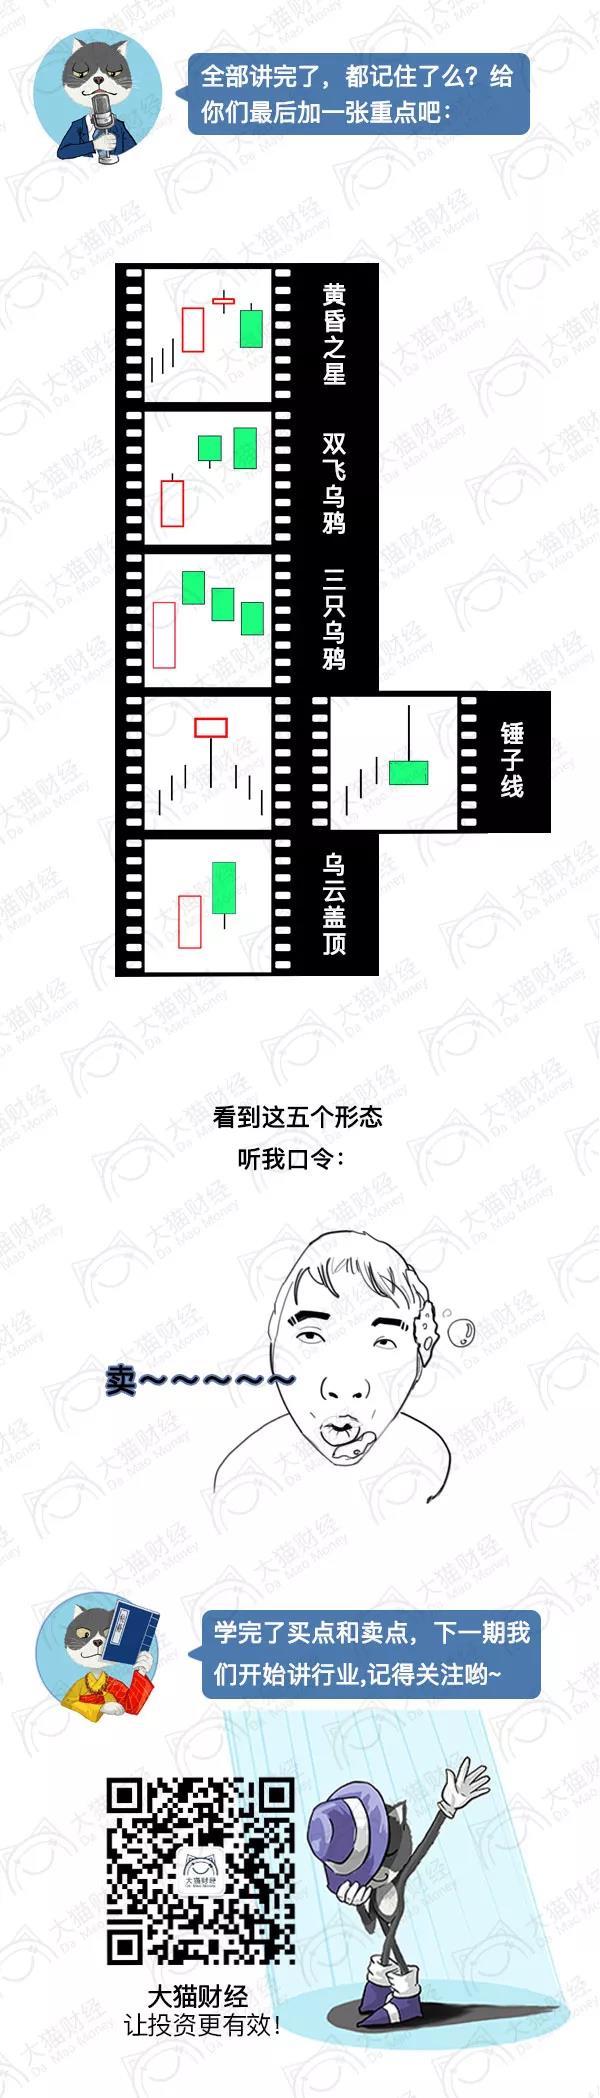 全部讲完了，都记住了么？给
你们最后加一张重点吧：
黄昏之星
双飞乌鸦
三只乌鸦
锤子线
乌云盖顶
看到这五个形态
听我口令：
卖～～～～～～
学完了买点和卖点，下一期我
们开始讲行业,记得关注哟~
大猫财经
Da Mao Money
大猫财经
让投资更有效！